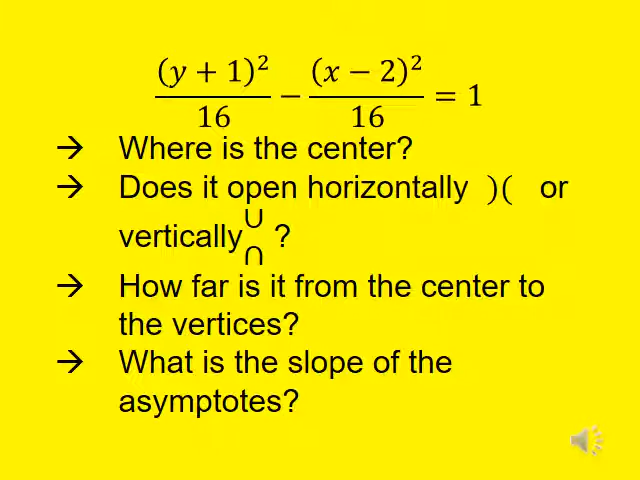 (y + 1)²/16 − (x − 2)²/16 = 1
→ Where is the center?
→ Does it open horizontally )( or
vertically ∪∩ ?
→ How far is it from the center to
the vertices?
→ What is the slope of the
asymptotes?